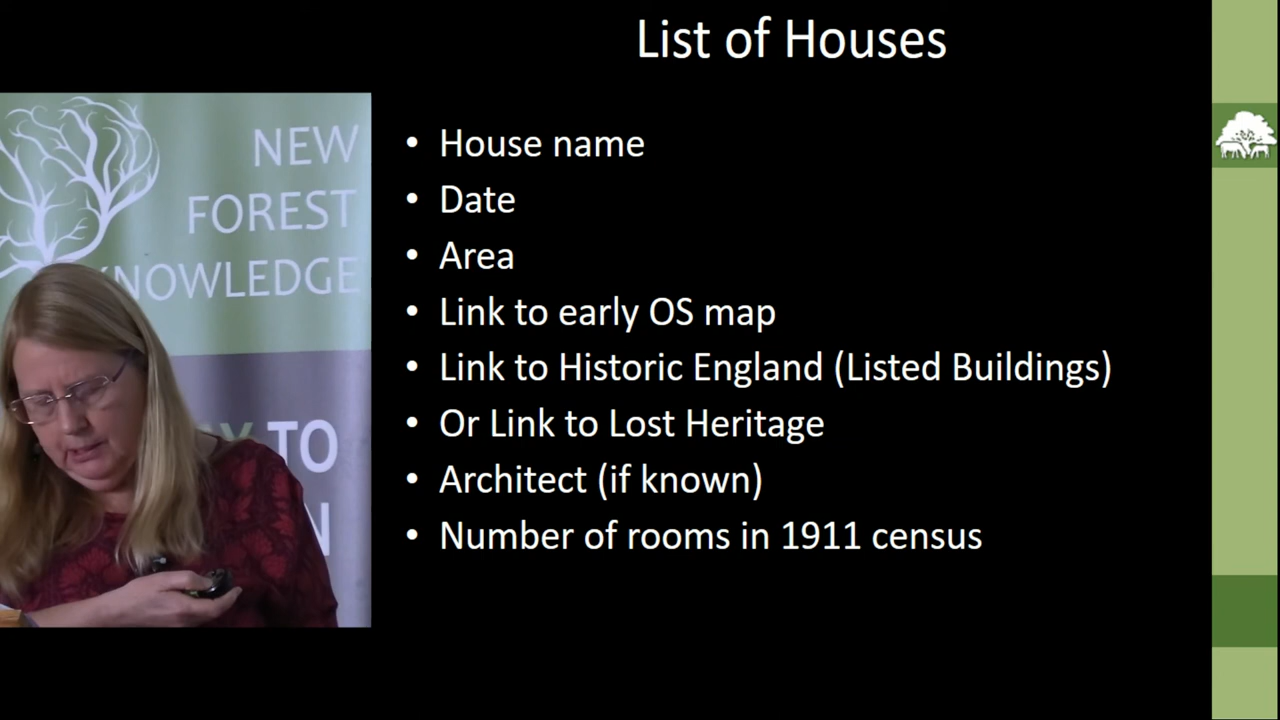 List of Houses
NEW
FOREST
KNOWLEDGE
TO
N
• House name
• Date
• Area
• Link to early OS map
• Link to Historic England (Listed Buildings)
• Or Link to Lost Heritage
• Architect (if known)
• Number of rooms in 1911 census